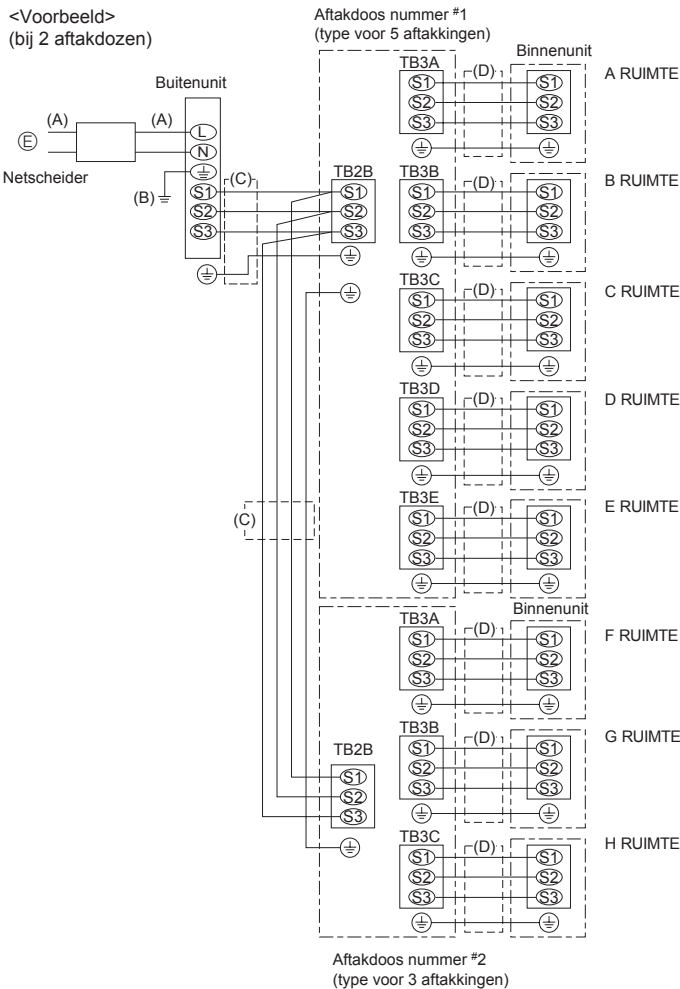 <Voorbeeld>
(bij 2 aftakdozen)
Aftakdoos nummer #1
(type voor 5 aftakkingen)
Buitenunit
Binnenunit
Ⓔ
(A)
(A)
Netscheider
L
N
(B)
S1
S2
S3
(C)
TB2B
S1
S2
S3
TB3A
S1
S2
S3
(D)
S1
S2
S3
A RUIMTE
TB3B
S1
S2
S3
(D)
S1
S2
S3
B RUIMTE
TB3C
S1
S2
S3
(D)
S1
S2
S3
C RUIMTE
TB3D
S1
S2
S3
(D)
S1
S2
S3
D RUIMTE
TB3E
S1
S2
S3
(D)
S1
S2
S3
E RUIMTE
(C)
Binnenunit
TB3A
S1
S2
S3
(D)
S1
S2
S3
F RUIMTE
TB2B
S1
S2
S3
TB3B
S1
S2
S3
(D)
S1
S2
S3
G RUIMTE
TB3C
S1
S2
S3
(D)
S1
S2
S3
H RUIMTE
Aftakdoos nummer #2
(type voor 3 aftakkingen)